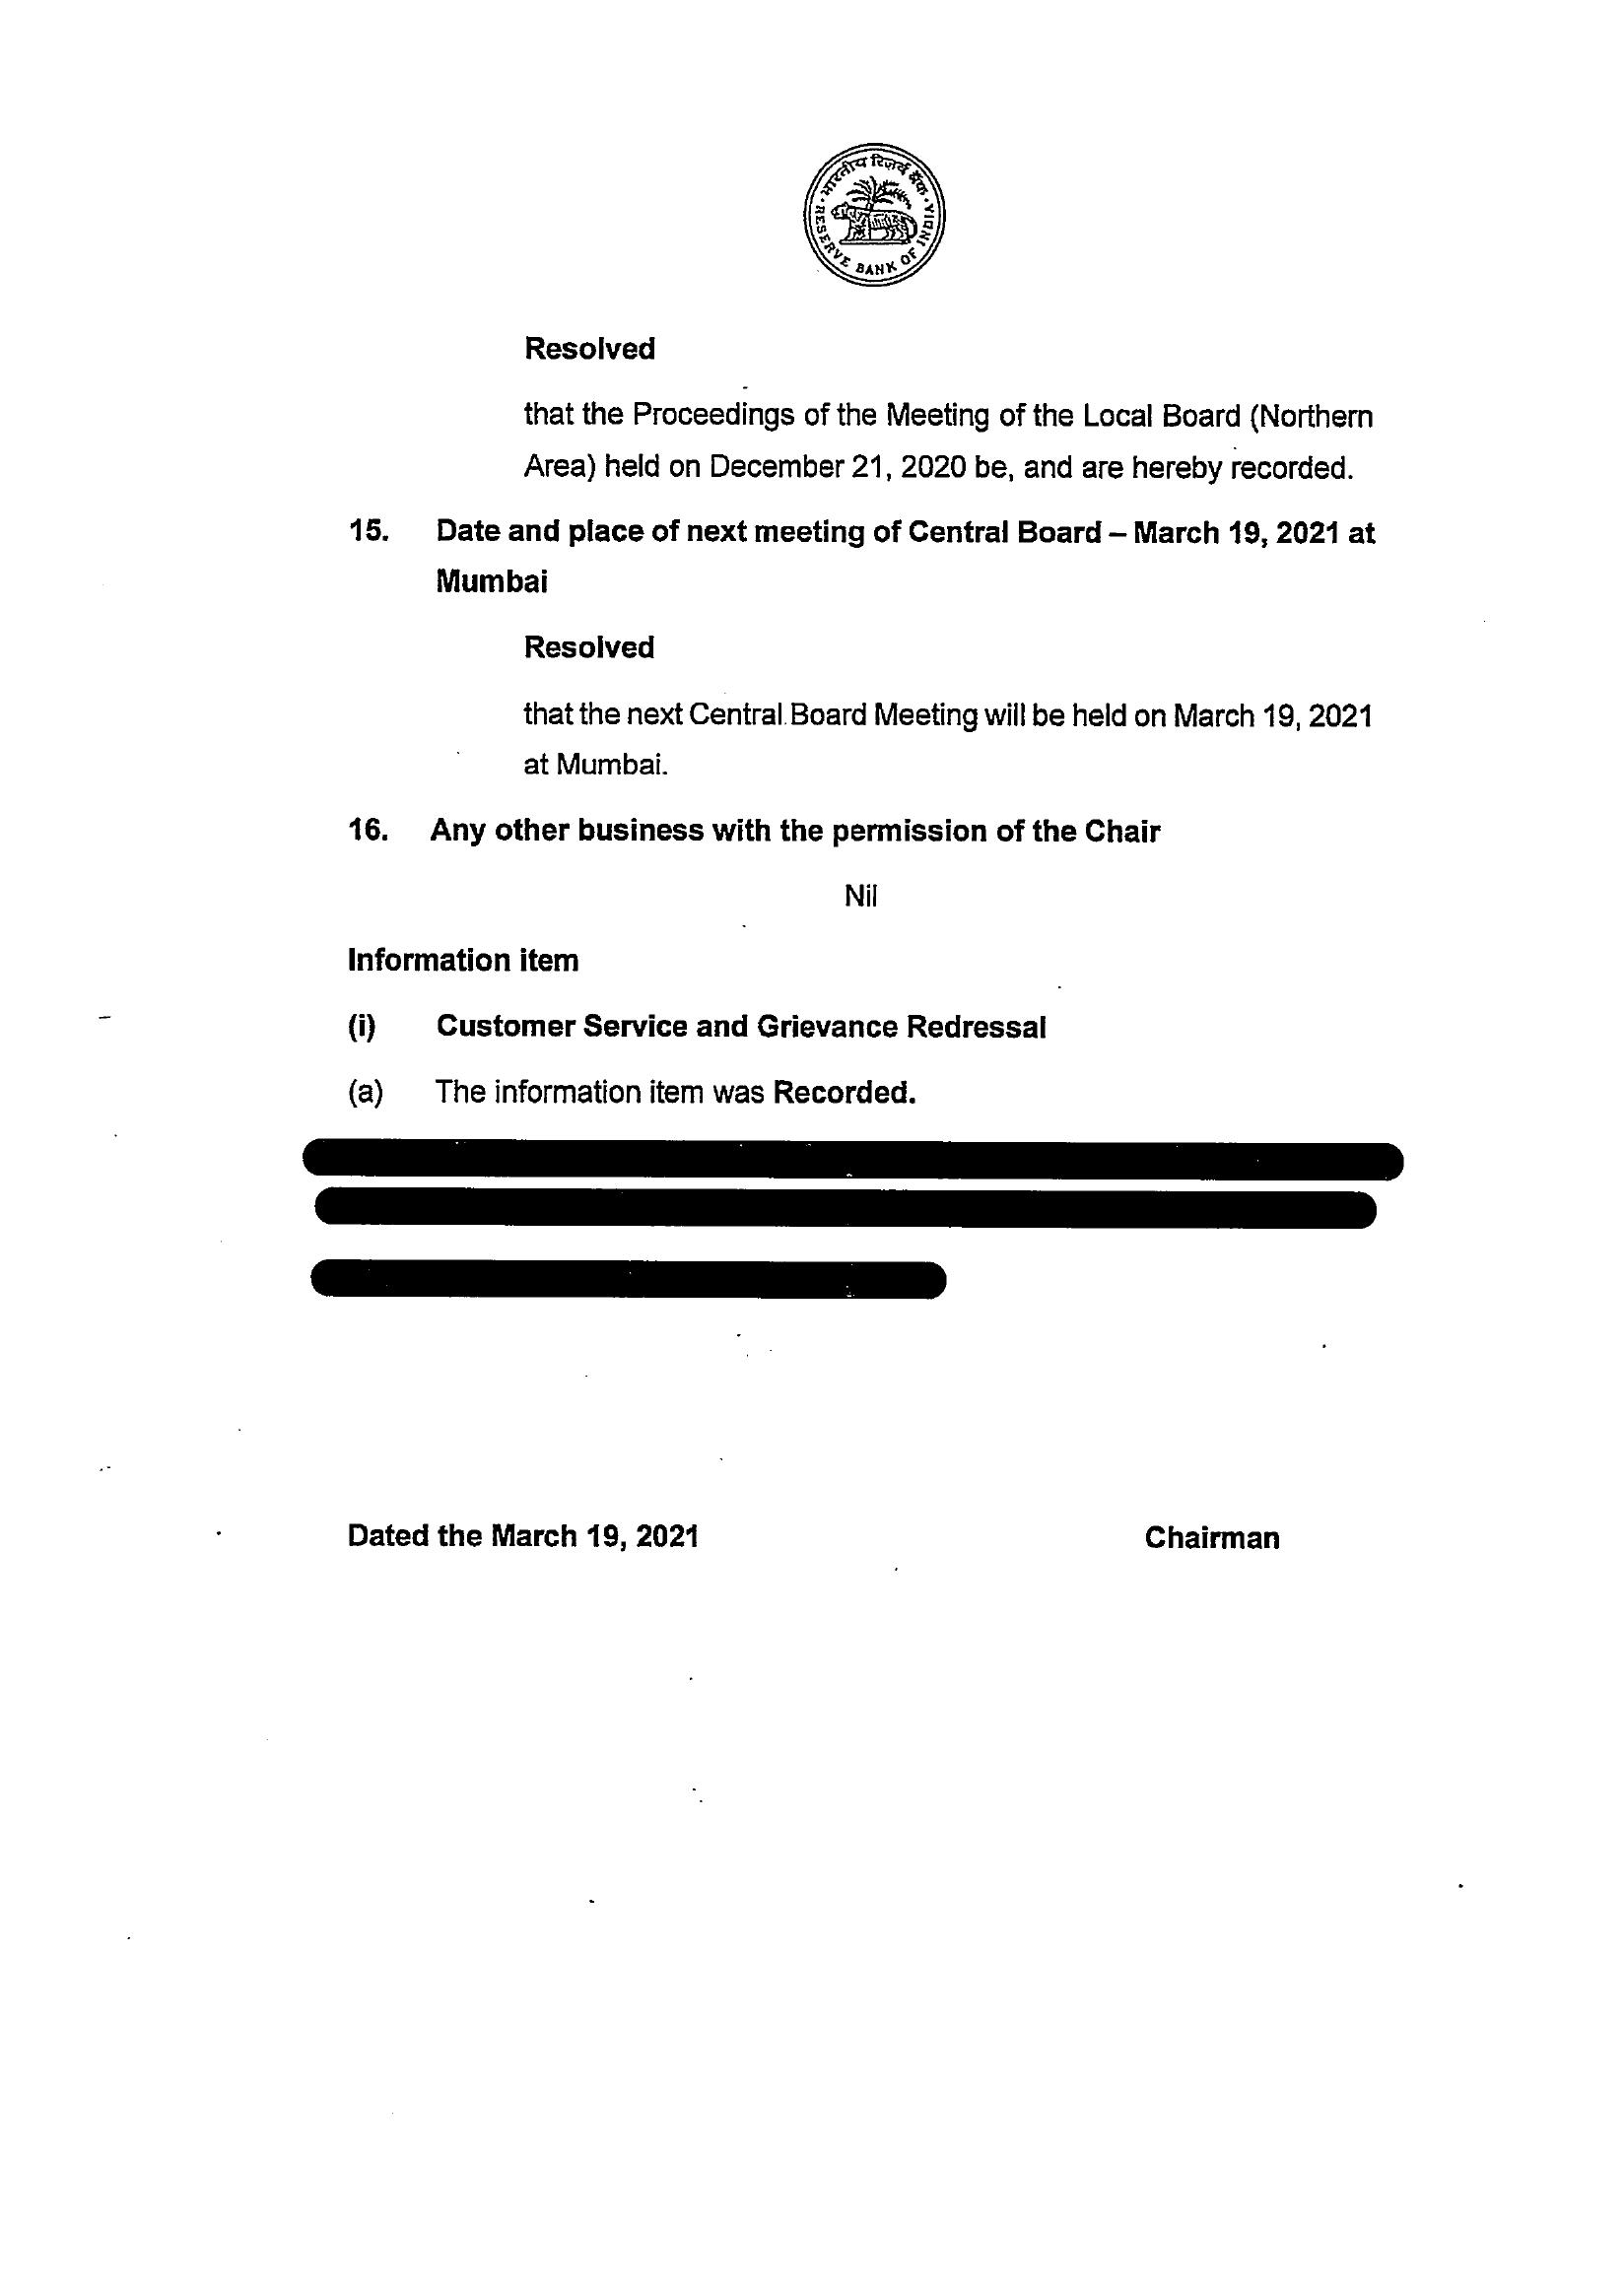 भारतीय रिज़र्व बैंक
RESERVE BANK OF INDIA
Resolved
that the Proceedings of the Meeting of the Local Board (Northern
Area) held on December 21, 2020 be, and are hereby recorded.
15. Date and place of next meeting of Central Board – March 19, 2021 at
Mumbai
Resolved
that the next Central Board Meeting will be held on March 19, 2021
at Mumbai.
16. Any other business with the permission of the Chair
Nil
Information item
(i) Customer Service and Grievance Redressal
(a) The information item was Recorded.
Dated the March 19, 2021 Chairman